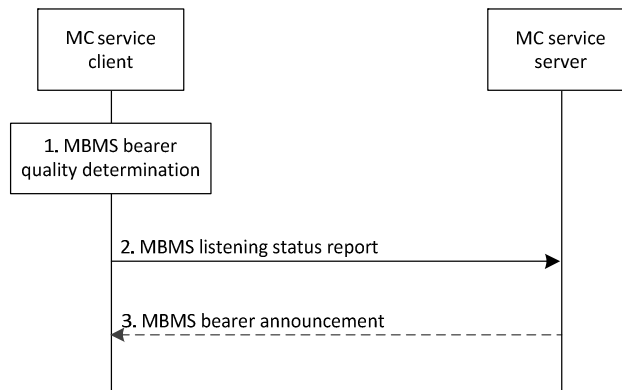 MC service
client
MC service
server
1. MBMS bearer
quality determination
2. MBMS listening status report
3. MBMS bearer announcement